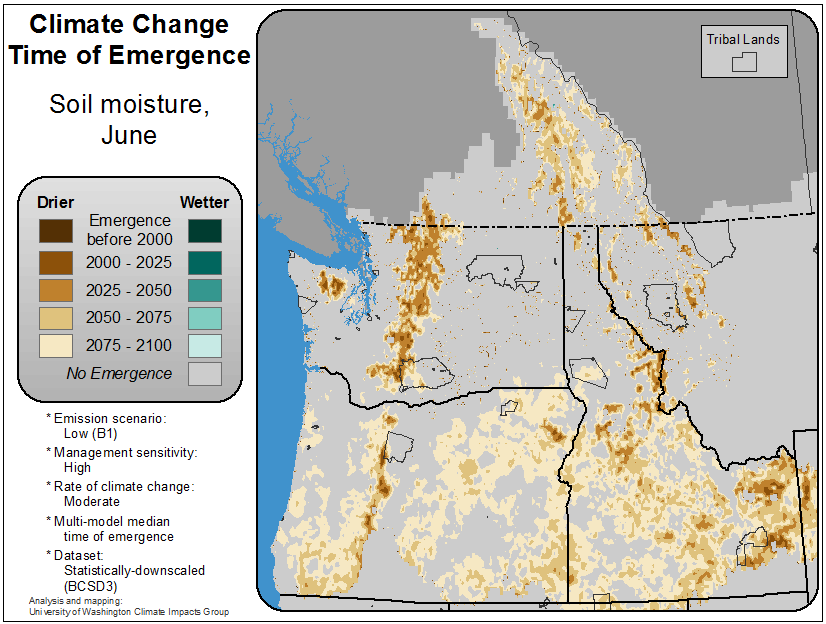 Climate Change
Time of Emergence
Soil moisture,
June
Drier
Wetter
Emergence
before 2000
2000 - 2025
2025 - 2050
2050 - 2075
2075 - 2100
No Emergence
* Emission scenario:
Low (B1)
* Management sensitivity:
High
* Rate of climate change:
Moderate
* Multi-model median
time of emergence
* Dataset:
Statistically-downscaled
(BCSD3)
Analysis and mapping:
University of Washington Climate Impacts Group
Tribal Lands